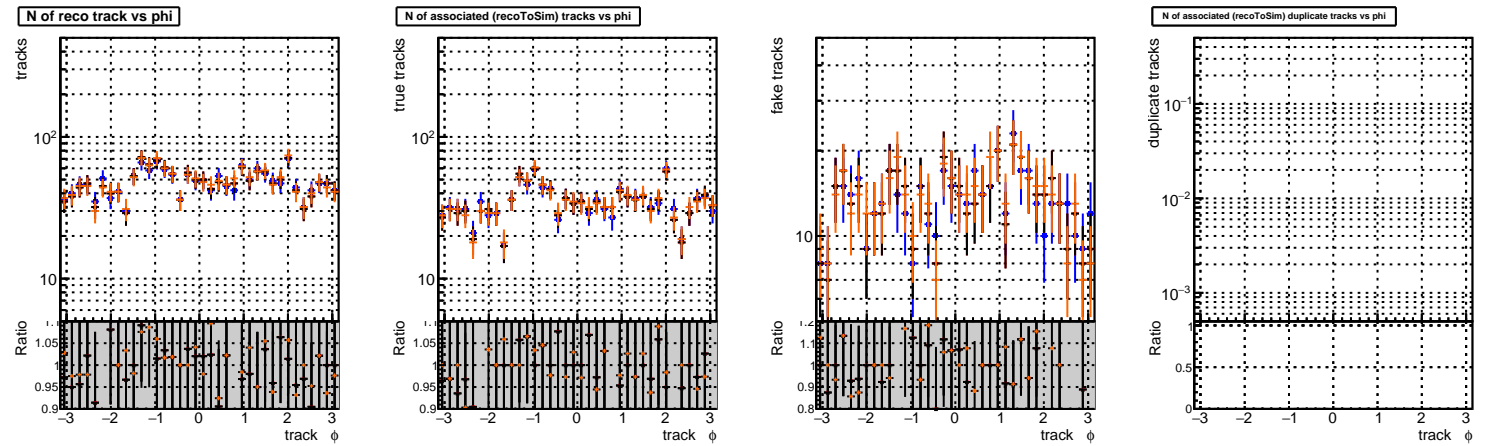 N of reco track vs phi
tracks
10²
10
Ratio
1.1
1.05
1
0.95
0.9
−3 −2 −1 0 1 2 3
track ϕ
N of associated (recoToSim) tracks vs phi
true tracks
10²
10
Ratio
1.1
1.05
1
0.95
0.9
−3 −2 −1 0 1 2 3
track ϕ
fake tracks
10
Ratio
1.2
1.1
1
0.9
0.8
−3 −2 −1 0 1 2 3
track ϕ
N of associated (recoToSim) duplicate tracks vs phi
duplicate tracks
10⁻¹
10⁻²
10⁻³
Ratio
1
0.5
0
−3 −2 −1 0 1 2 3
track ϕ